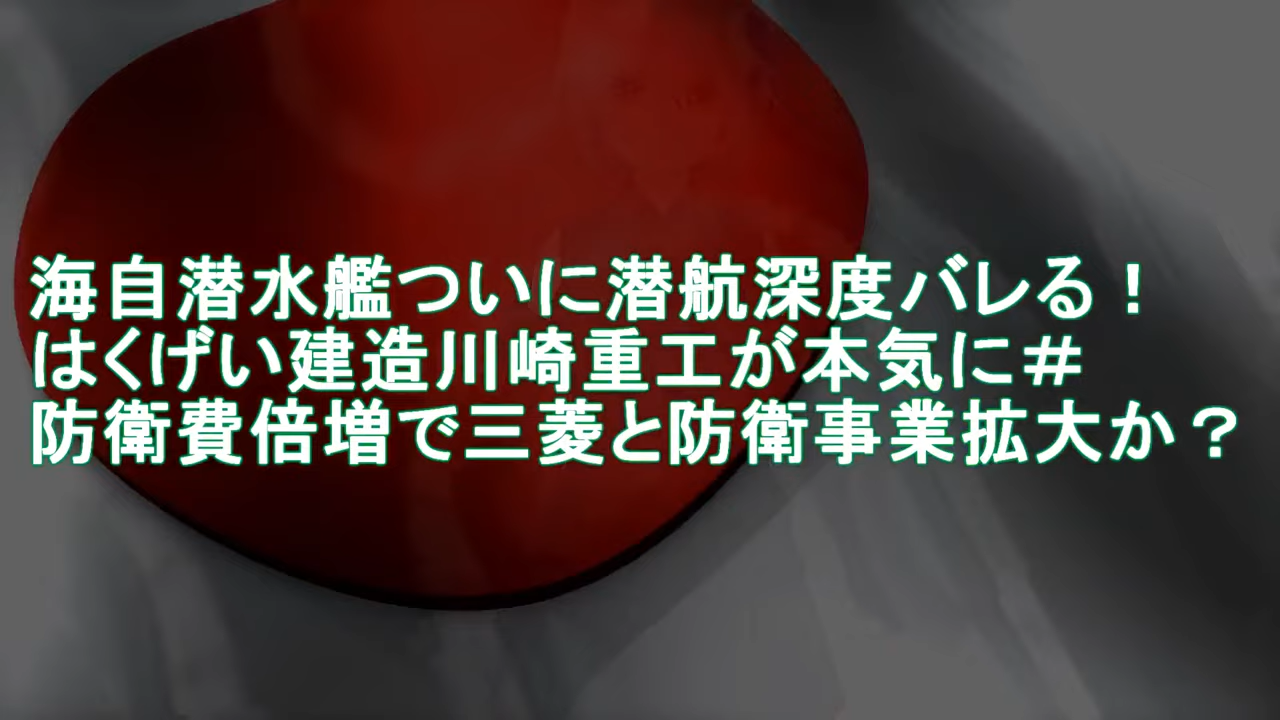 海自潜水艦ついに潜航深度バレる！
はくげい建造川崎重工が本気に＃
防衛費倍増で三菱と防衛事業拡大か？